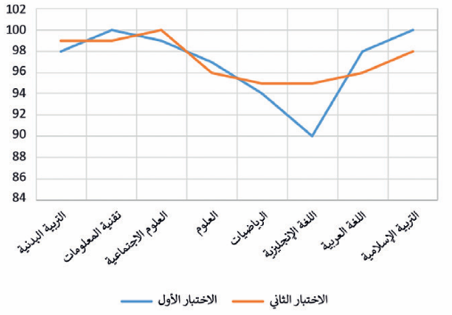 102
100
98
96
94
92
90
88
86
84
التربية البدنية
تقنية المعلومات
العلوم الاجتماعية
العلوم
الرياضيات
اللغة الإنجليزية
اللغة العربية
التربية الإسلامية
الاختبار الأول
الاختبار الثاني